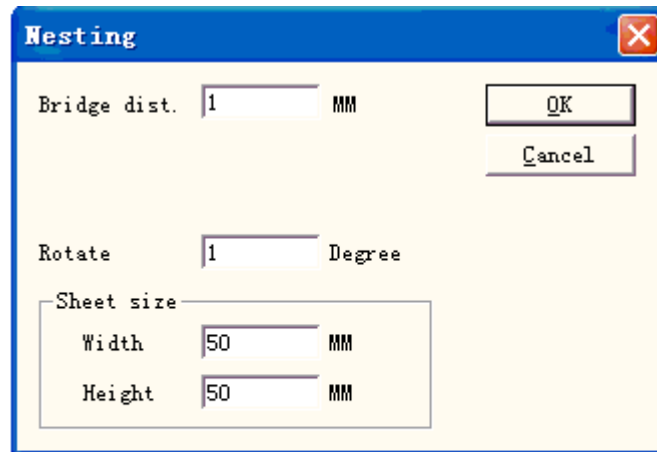 Nesting
Bridge dist. 1 MM
OK
Cancel
Rotate 1 Degree
Sheet size
Width 50 MM
Height 50 MM